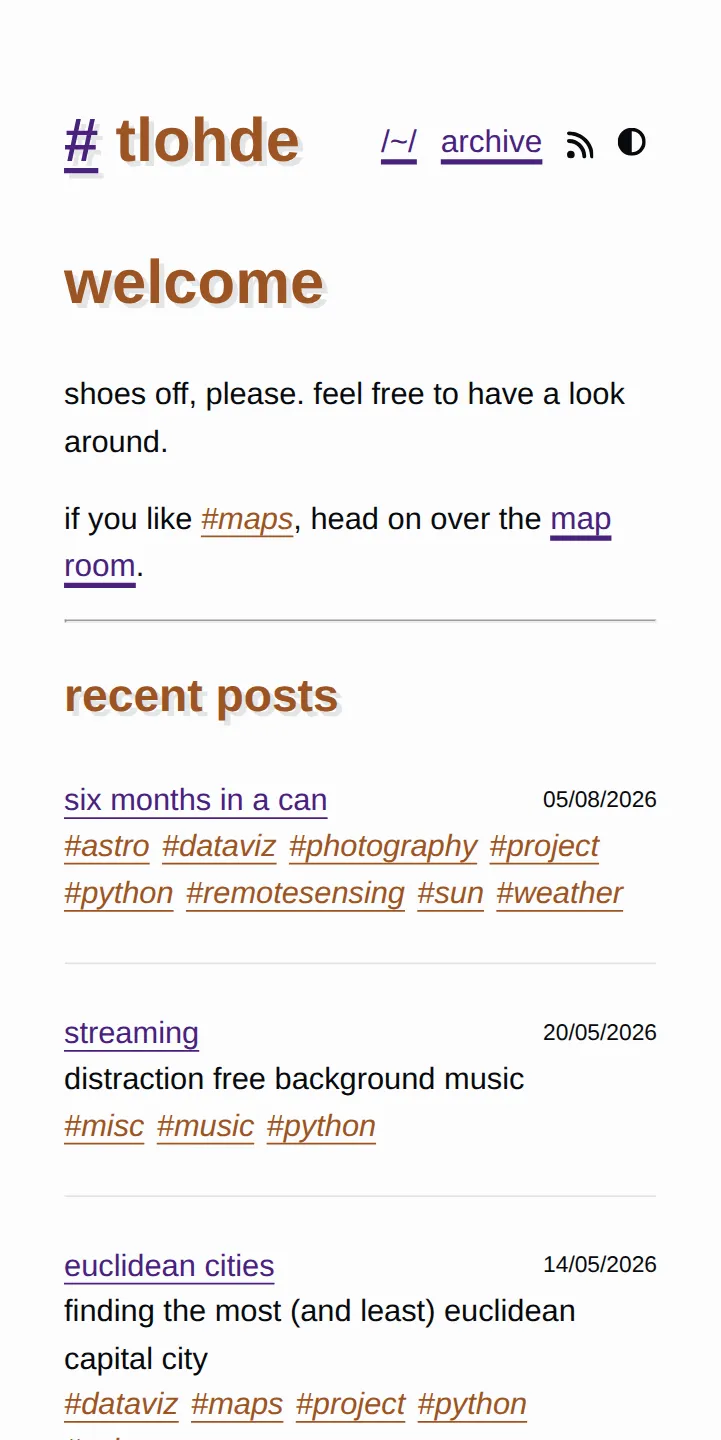 # tlohde /~/ archive
welcome
shoes off, please. feel free to have a look
around.
if you like #maps, head on over the map
room.
recent posts
six months in a can 05/08/2026
#astro #dataviz #photography #project
#python #remotesensing #sun #weather
streaming 20/05/2026
distraction free background music
#misc #music #python
euclidean cities 14/05/2026
finding the most (and least) euclidean
capital city
#dataviz #maps #project #python